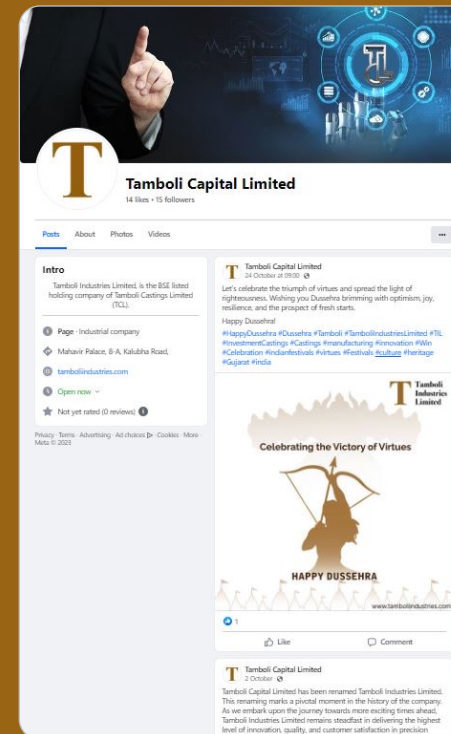 T
Tamboli Capital Limited
14 likes • 15 followers
Posts About Photos Videos
Intro
Tamboli Industries Limited, is the BSE listed
holding company of Tamboli Castings Limited
(TCL).
Page · Industrial company
Mahavir Palace, 8-A, Kalubha Road,
tamboliindustries.com
Open now
Not yet rated (0 reviews)
Privacy · Terms · Advertising · Ad choices · Cookies · More ·
Meta © 2023
T Tamboli Capital Limited
24 October at 09:00 ·
Let's celebrate the triumph of virtues and spread the light of
righteousness. Wishing you Dussehra brimming with optimism, joy,
resilience, and the prospect of fresh starts.
Happy Dussehra!
#HappyDussehra #Dussehra #Tamboli #TamboliIndustriesLimited #TIL
#InvestmentCastings #Castings #manufacturing #innovation #Win
#Celebration #indianfestivals #virtues #Festivals #culture #heritage
#Gujarat #india
T Tamboli
Industries
Limited
Celebrating the Victory of Virtues
HAPPY DUSSEHRA
www.tamboliindustries.com
1
Like Comment
T Tamboli Capital Limited
2 October ·
Tamboli Capital Limited has been renamed Tamboli Industries Limited.
This renaming marks a pivotal moment in the history of the company.
As we embark upon the journey towards more exciting times ahead,
Tamboli Industries Limited remains steadfast in delivering the highest
level of innovation, quality, and customer satisfaction in precision